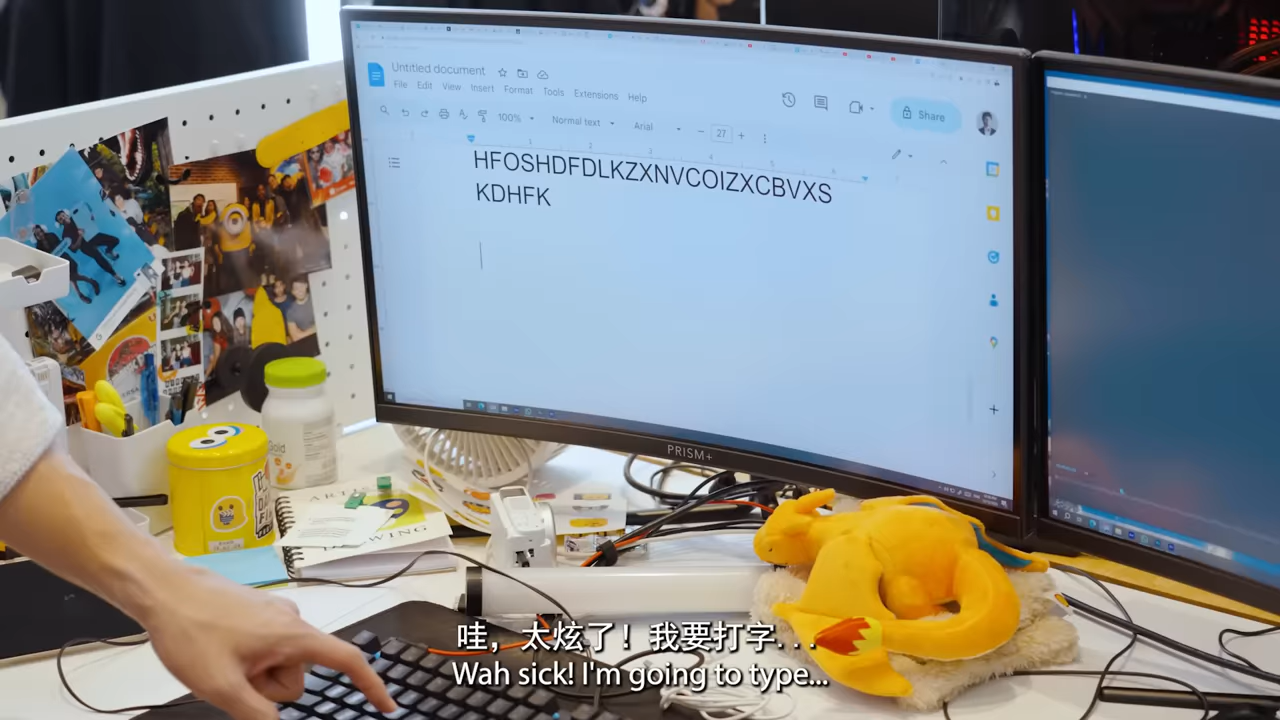 Untitled document
File Edit View Insert Format Tools Extensions Help
Share
100% Normal text Arial 27
HFOSHDFDLKZXNVCOIZXCBVXS
KDHFK
PRISM+
哇，太炫了！我要打字...
Wah sick! I'm going to type...